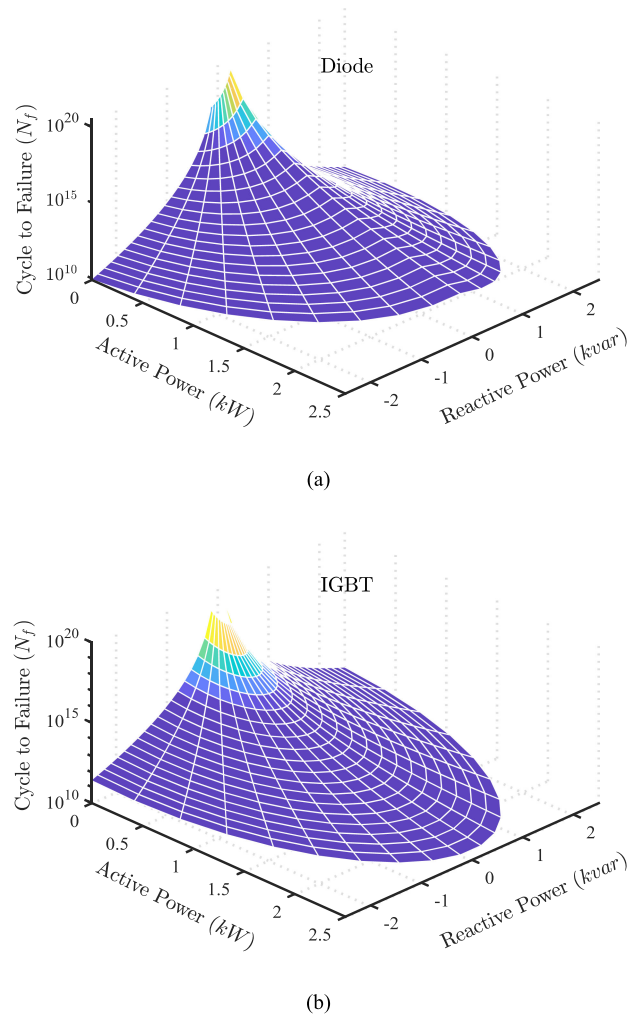 Diode
Cycle to Failure (N_f)
10^20
10^15
10^10
0
0.5
1
1.5
2
2.5
Active Power (kW)
-2
-1
0
1
2
Reactive Power (kvar)
(a)
IGBT
Cycle to Failure (N_f)
10^20
10^15
10^10
0
0.5
1
1.5
2
2.5
Active Power (kW)
-2
-1
0
1
2
Reactive Power (kvar)
(b)